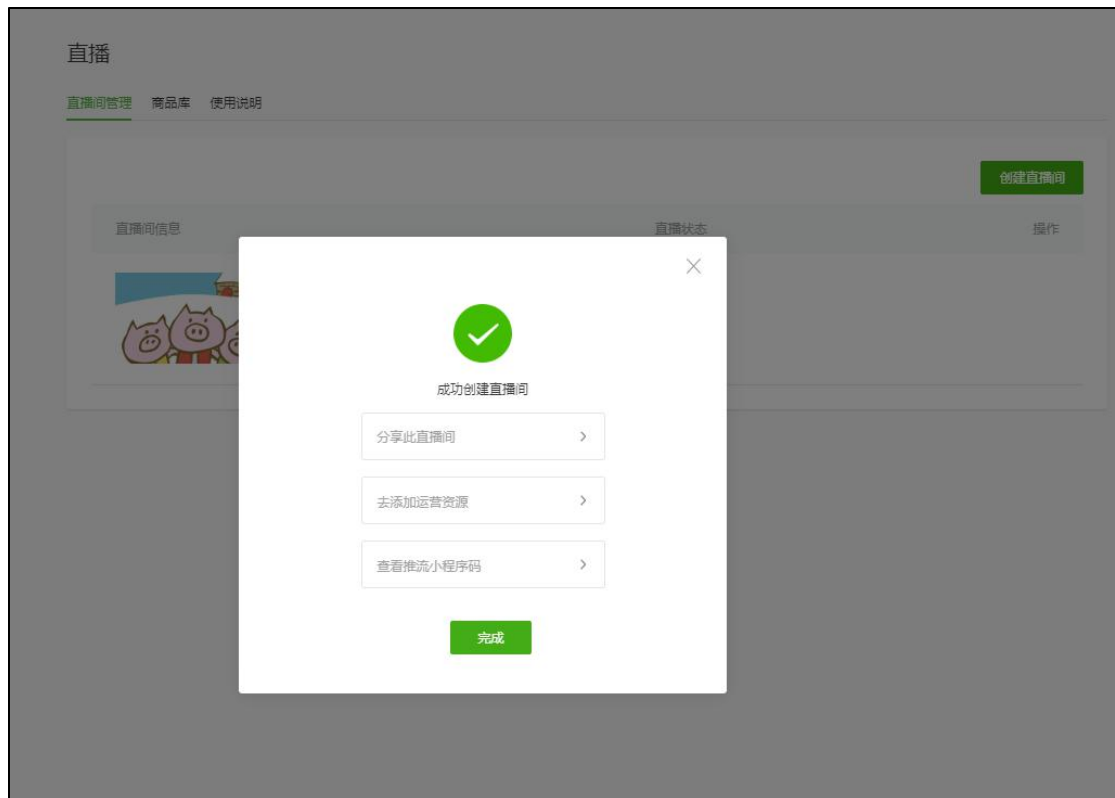 直播
直播间管理 商品库 使用说明
创建直播间
直播间信息 直播状态 操作
成功创建直播间
分享此直播间
去添加运营资源
查看推流小程序码
完成